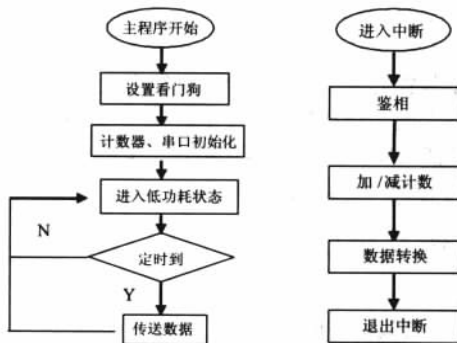 主程序开始
设置看门狗
计数器、串口初始化
进入低功耗状态
N
定时到
Y
传送数据
进入中断
鉴相
加/减计数
数据转换
退出中断